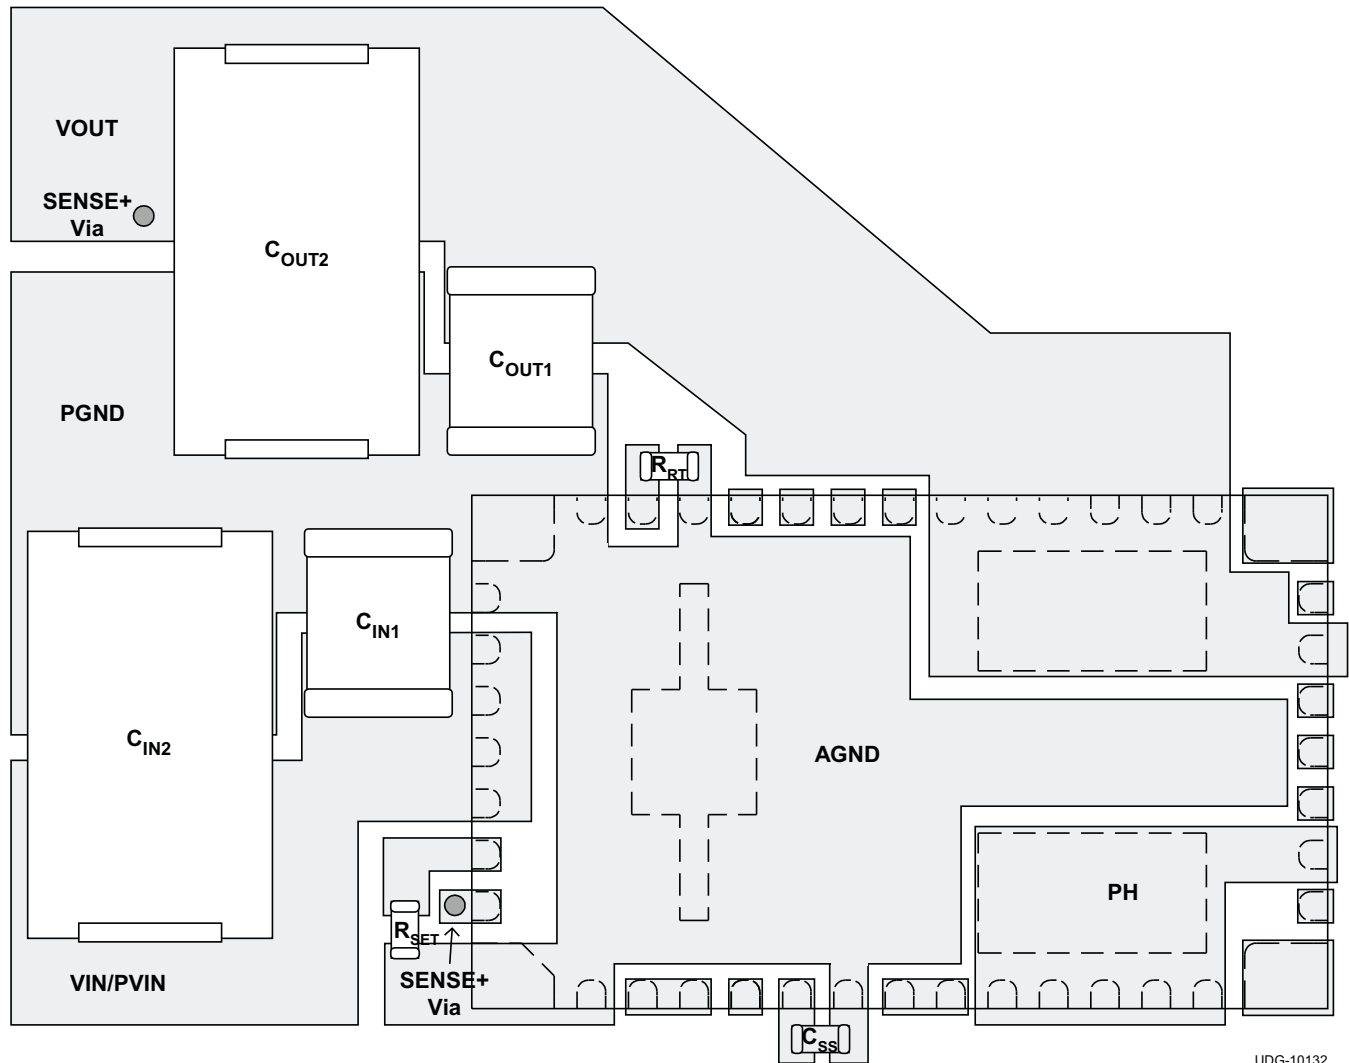 VOUT
SENSE+
Via
COUT2
COUT1
PGND
RRT
CIN1
CIN2
AGND
PH
RSET
SENSE+
Via
VIN/PVIN
CSS
UDG-10132